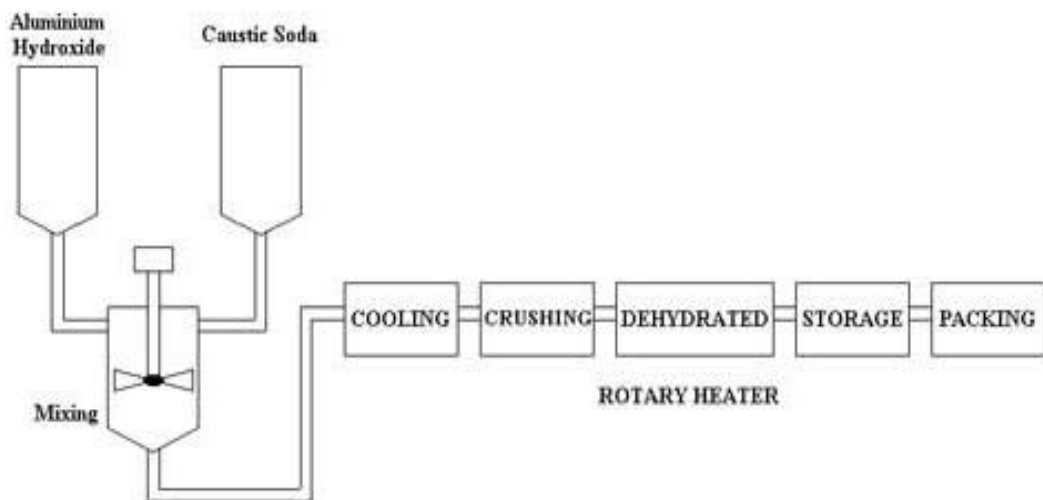 Aluminium
Hydroxide
Caustic Soda
COOLING
CRUSHING
DEHYDRATED
STORAGE
PACKING
ROTARY HEATER
Mixing